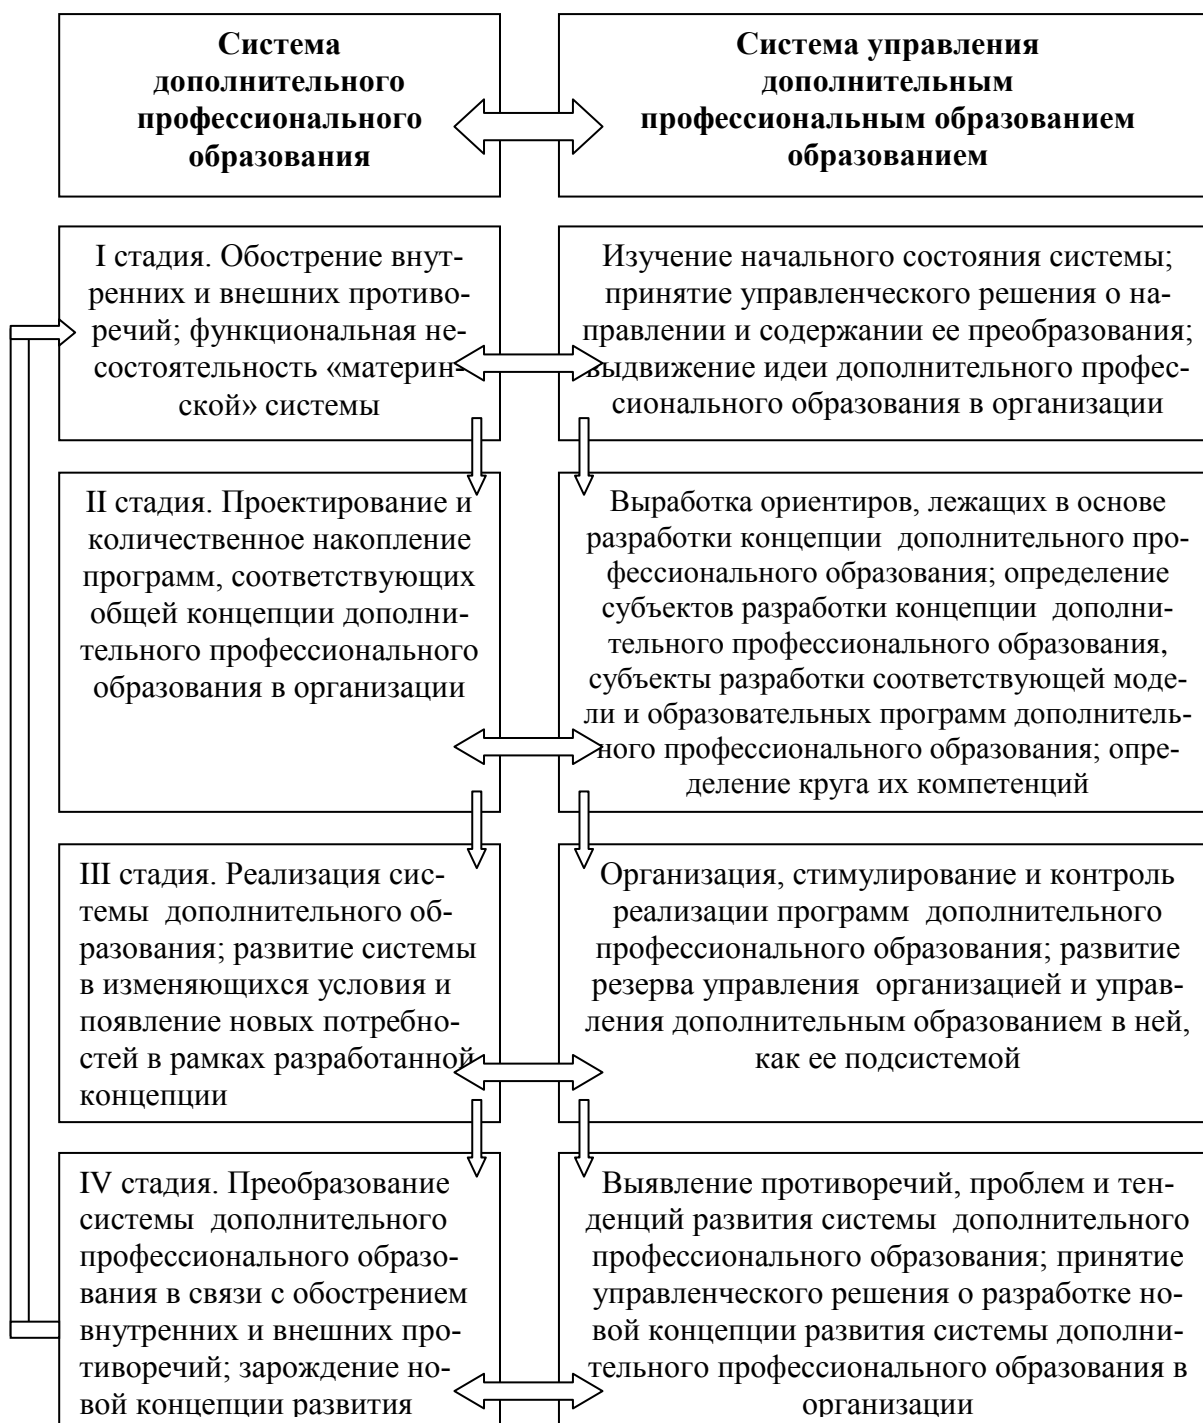 Система
дополнительного
профессионального
образования
Система управления
дополнительным
профессиональным образованием
образованием
I стадия. Обострение внут-
ренних и внешних противо-
речий; функциональная не-
состоятельность «материн-
ской» системы
Изучение начального состояния системы;
принятие управленческого решения о на-
правлении и содержании ее преобразования;
выдвижение идеи дополнительного профес-
сионального образования в организации
II стадия. Проектирование и
количественное накопление
программ, соответствующих
общей концепции дополни-
тельного профессионального
образования в организации
Выработка ориентиров, лежащих в основе
разработки концепции дополнительного про-
фессионального образования; определение
субъектов разработки концепции дополни-
тельного профессионального образования,
субъекты разработки соответствующей моде-
ли и образовательных программ дополнитель-
ного профессионального образования; опре-
деление круга их компетенций
III стадия. Реализация сис-
темы дополнительного об-
разования; развитие системы
в изменяющихся условия и
появление новых потребно-
стей в рамках разработанной
концепции
Организация, стимулирование и контроль
реализации программ дополнительного
профессионального образования; развитие
резерва управления организацией и управ-
ления дополнительным образованием в ней,
как ее подсистемой
IV стадия. Преобразование
системы дополнительного
профессионального образо-
вания в связи с обострением
внутренних и внешних про-
тиворечий; зарождение но-
вой концепции развития
Выявление противоречий, проблем и тен-
денций развития системы дополнительного
профессионального образования; принятие
управленческого решения о разработке но-
вой концепции развития системы дополни-
тельного профессионального образования в
организации